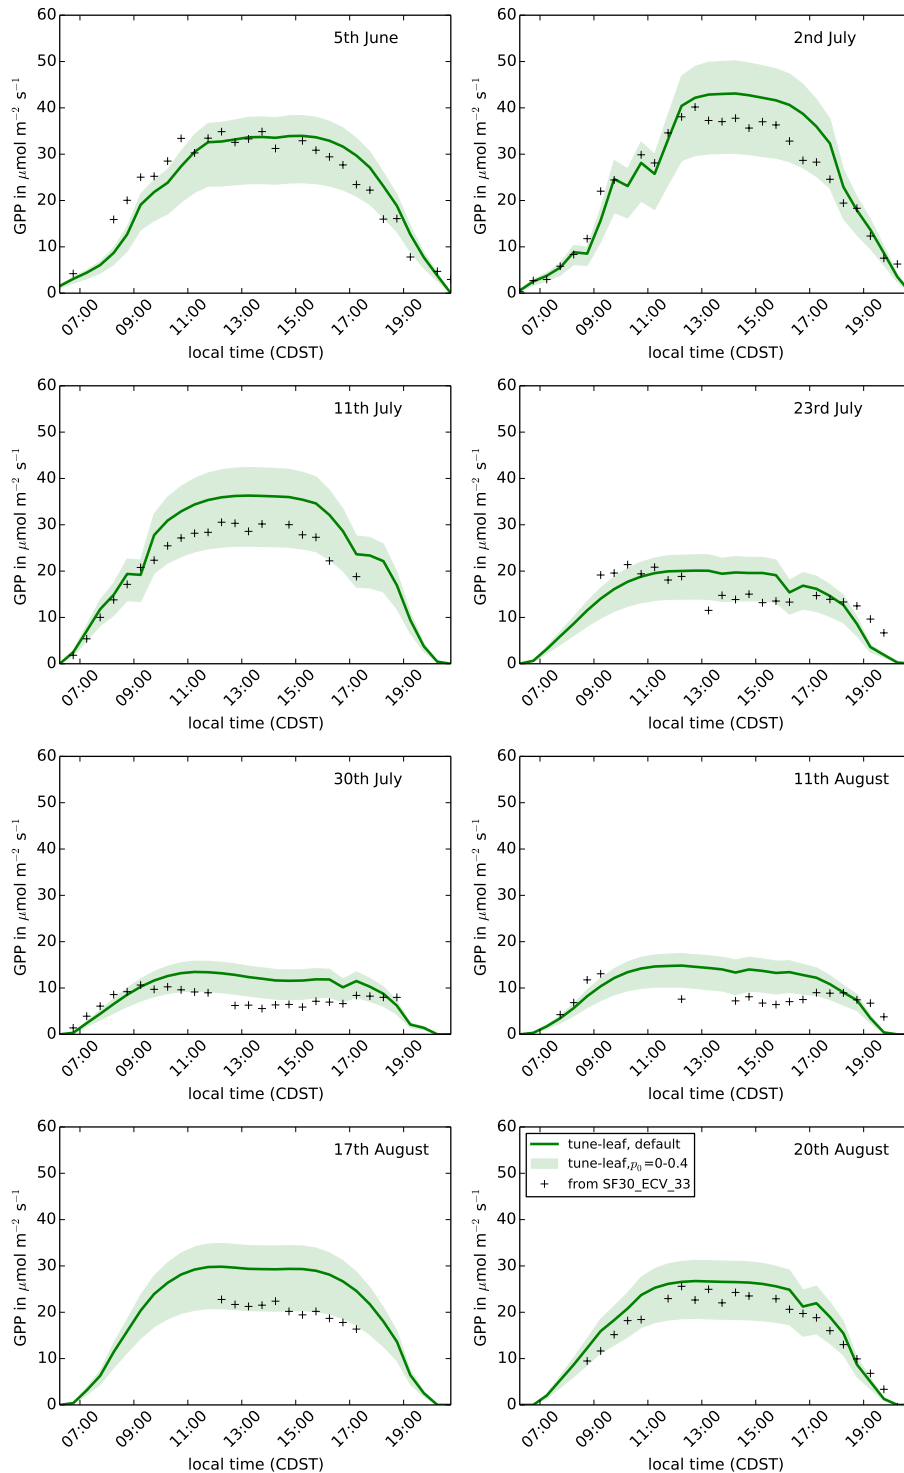 5th June
GPP in μmol m⁻² s⁻¹
60
50
40
30
20
10
0
07:00 09:00 11:00 13:00 15:00 17:00 19:00
local time (CDST)
2nd July
GPP in μmol m⁻² s⁻¹
60
50
40
30
20
10
0
07:00 09:00 11:00 13:00 15:00 17:00 19:00
local time (CDST)
11th July
GPP in μmol m⁻² s⁻¹
60
50
40
30
20
10
0
07:00 09:00 11:00 13:00 15:00 17:00 19:00
local time (CDST)
23rd July
GPP in μmol m⁻² s⁻¹
60
50
40
30
20
10
0
07:00 09:00 11:00 13:00 15:00 17:00 19:00
local time (CDST)
30th July
GPP in μmol m⁻² s⁻¹
60
50
40
30
20
10
0
07:00 09:00 11:00 13:00 15:00 17:00 19:00
local time (CDST)
11th August
GPP in μmol m⁻² s⁻¹
60
50
40
30
20
10
0
07:00 09:00 11:00 13:00 15:00 17:00 19:00
local time (CDST)
17th August
GPP in μmol m⁻² s⁻¹
60
50
40
30
20
10
0
07:00 09:00 11:00 13:00 15:00 17:00 19:00
local time (CDST)
20th August
tune-leaf, default
tune-leaf,p₀=0-0.4
from SF30_ECV_33
GPP in μmol m⁻² s⁻¹
60
50
40
30
20
10
0
07:00 09:00 11:00 13:00 15:00 17:00 19:00
local time (CDST)